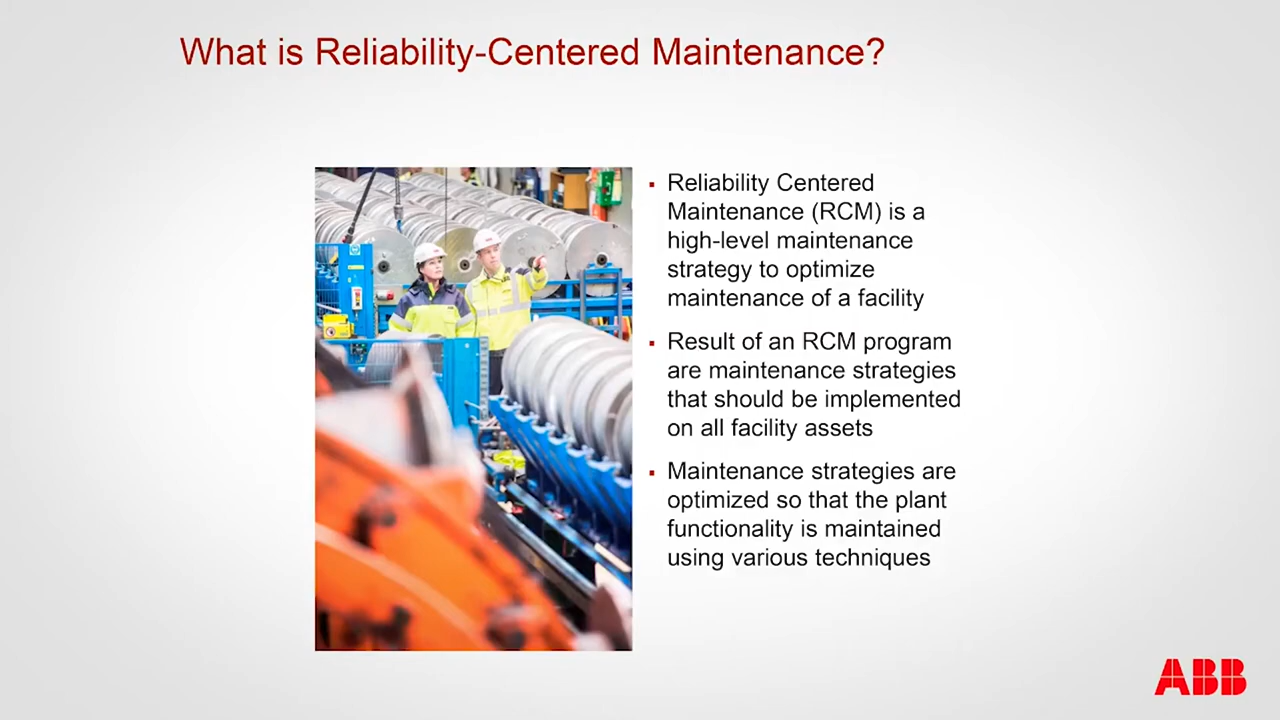 What is Reliability-Centered Maintenance?
▪ Reliability Centered
Maintenance (RCM) is a
high-level maintenance
strategy to optimize
maintenance of a facility
▪ Result of an RCM program
are maintenance strategies
that should be implemented
on all facility assets
▪ Maintenance strategies are
optimized so that the plant
functionality is maintained
using various techniques
ABB